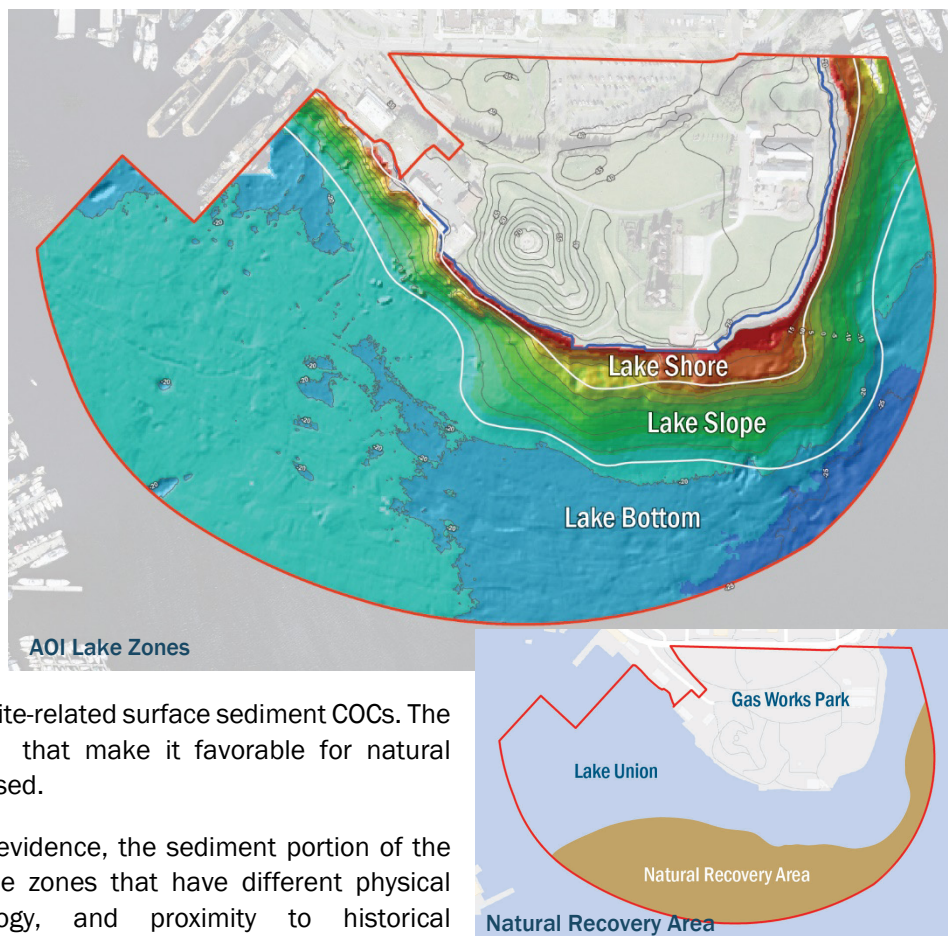 Lake Shore
Lake Slope
Lake Bottom
AOI Lake Zones
ite-related surface sediment COCs. The
that make it favorable for natural
sed.
evidence, the sediment portion of the
e zones that have different physical
ogy, and proximity to historical
Gas Works Park
Lake Union
Natural Recovery Area
Natural Recovery Area